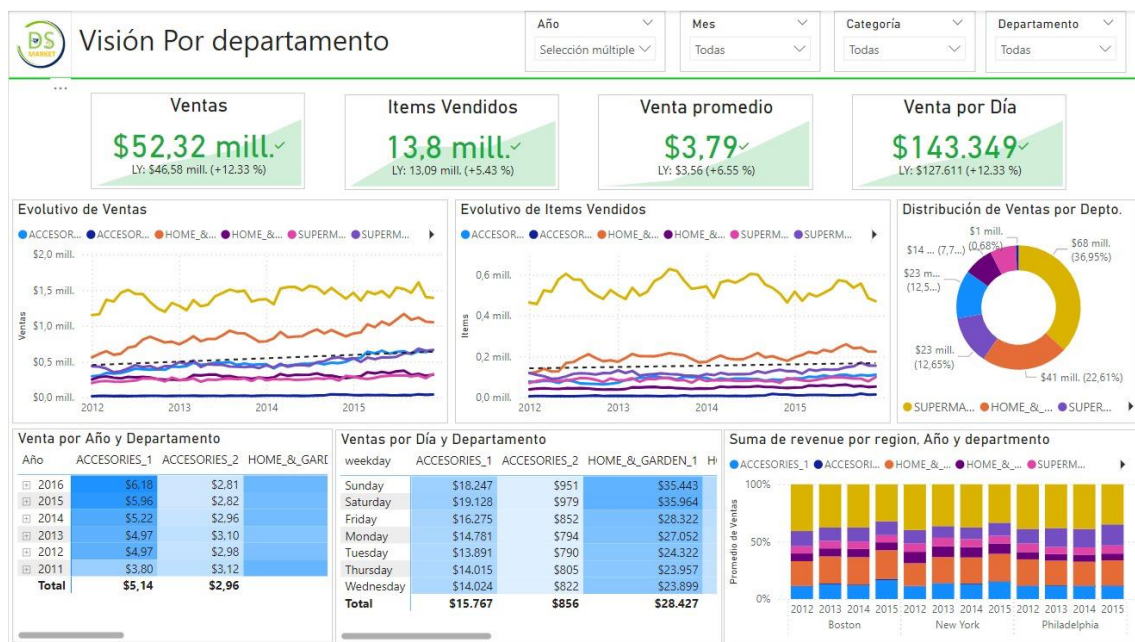 DS
MARKET
Visión Por departamento
Año
Selección múltiple
Mes
Todas
Categoría
Todas
Departamento
Todas
...
Ventas
$52,32 mill.
LY: $46,58 mill. (+12.33 %)
Items Vendidos
13,8 mill.
LY: 13,09 mill. (+5.43 %)
Venta promedio
$3,79
LY: $3,56 (+6.55 %)
Venta por Día
$143.349
LY: $127.611 (+12.33 %)
Evolutivo de Ventas
ACCESOR... ACCESOR... HOME_&... HOME_&... SUPERM... SUPERM...
$2,0 mill.
$1,5 mill.
$1,0 mill.
$0,5 mill.
$0,0 mill.
Ventas
2012 2013 2014 2015
Evolutivo de Items Vendidos
ACCESOR... ACCESOR... HOME_&... HOME_&... SUPERM... SUPERM...
0,6 mill.
0,4 mill.
0,2 mill.
0,0 mill.
Items
2012 2013 2014 2015
Distribución de Ventas por Depto.
$1 mill.
(0,68%)
$14 ... (7,7...)
$23 m...
(12,5...)
$23 mill.
(12,65%)
$68 mill.
(36,95%)
$41 mill. (22,61%)
SUPERMA... HOME_&_... SUPER...
Venta por Año y Departamento
Año ACCESORIES_1 ACCESORIES_2 HOME_&_GARD
2016 $6,18 $2,81
2015 $5,96 $2,82
2014 $5,22 $2,96
2013 $4,97 $3,10
2012 $4,97 $2,98
2011 $3,80 $3,12
Total $5,14 $2,96
Ventas por Día y Departamento
weekday ACCESORIES_1 ACCESORIES_2 HOME_&_GARDEN_1 H
Sunday $18.247 $951 $35.443
Saturday $19.128 $979 $35.964
Friday $16.275 $852 $28.322
Monday $14.781 $794 $27.052
Tuesday $13.891 $790 $24.322
Thursday $14.015 $805 $23.957
Wednesday $14.024 $822 $23.899
Total $15.767 $856 $28.427
Suma de revenue por region, Año y departmento
ACCESORIES_1 ACCESORI... HOME_&_... HOME_&_... SUPERM...
100%
50%
0%
Promedio de Ventas
2012 2013 2014 2015 2012 2013 2014 2015 2012 2013 2014 2015
Boston New York Philadelphia